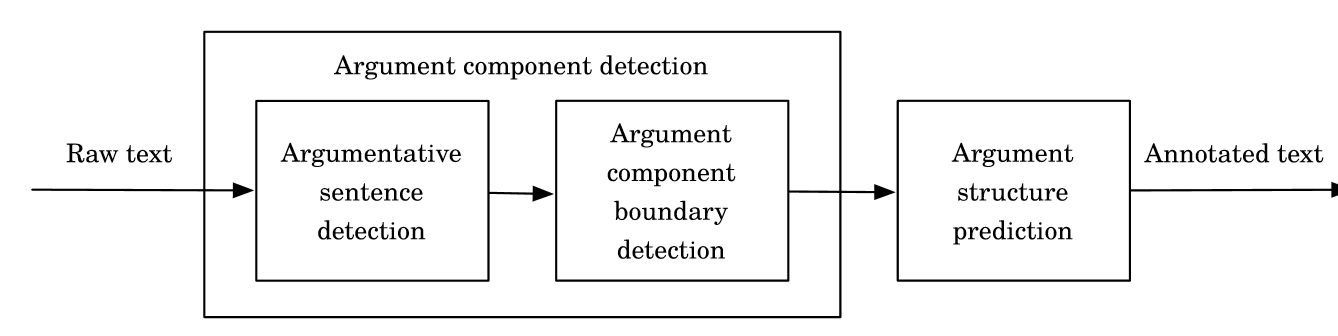 Argument component detection
Raw text
Argumentative
sentence
detection
Argument
component
boundary
detection
Argument
structure
prediction
Annotated text